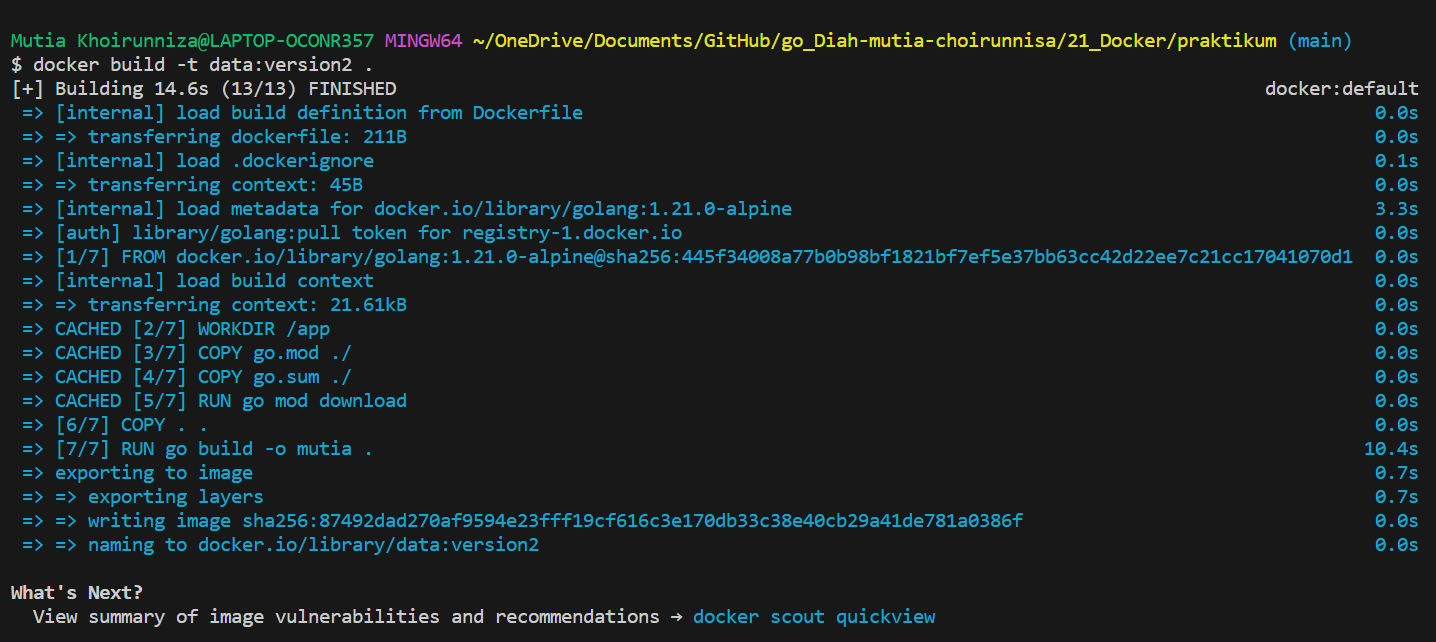 Mutia Khoirunniza@LAPTOP-OCONR357 MINGW64 ~/OneDrive/Documents/GitHub/go_Diah-mutia-choirunnisa/21_Docker/praktikum (main)
$ docker build -t data:version2 .
[+] Building 14.6s (13/13) FINISHED docker:default
=> [internal] load build definition from Dockerfile 0.0s
=> => transferring dockerfile: 211B 0.0s
=> [internal] load .dockerignore 0.1s
=> => transferring context: 45B 0.0s
=> [internal] load metadata for docker.io/library/golang:1.21.0-alpine 3.3s
=> [auth] library/golang:pull token for registry-1.docker.io 0.0s
=> [1/7] FROM docker.io/library/golang:1.21.0-alpine@sha256:445f34008a77b0b98bf1821bf7ef5e37bb63cc42d22ee7c21cc17041070d1 0.0s
=> [internal] load build context 0.0s
=> => transferring context: 21.61kB 0.0s
=> CACHED [2/7] WORKDIR /app 0.0s
=> CACHED [3/7] COPY go.mod ./ 0.0s
=> CACHED [4/7] COPY go.sum ./ 0.0s
=> CACHED [5/7] RUN go mod download 0.0s
=> [6/7] COPY . . 0.0s
=> [7/7] RUN go build -o mutia . 10.4s
=> exporting to image 0.7s
=> => exporting layers 0.7s
=> => writing image sha256:87492dad270af9594e23fff19cf616c3e170db33c38e40cb29a41de781a0386f 0.0s
=> => naming to docker.io/library/data:version2 0.0s
What's Next?
View summary of image vulnerabilities and recommendations → docker scout quickview